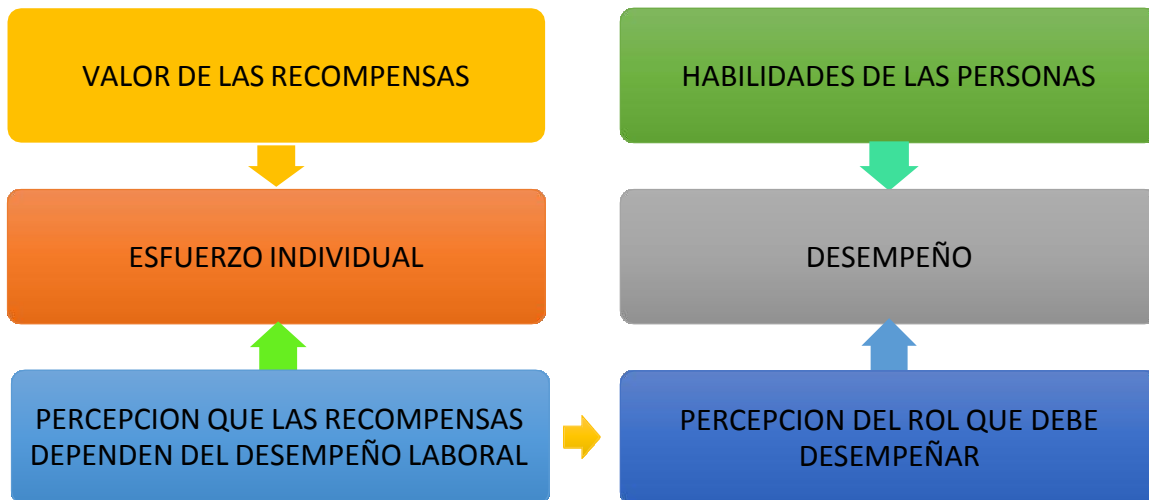 VALOR DE LAS RECOMPENSAS
HABILIDADES DE LAS PERSONAS
ESFUERZO INDIVIDUAL
DESEMPEÑO
PERCEPCION QUE LAS RECOMPENSAS
DEPENDEN DEL DESEMPEÑO LABORAL
PERCEPCION DEL ROL QUE DEBE
DESEMPEÑAR